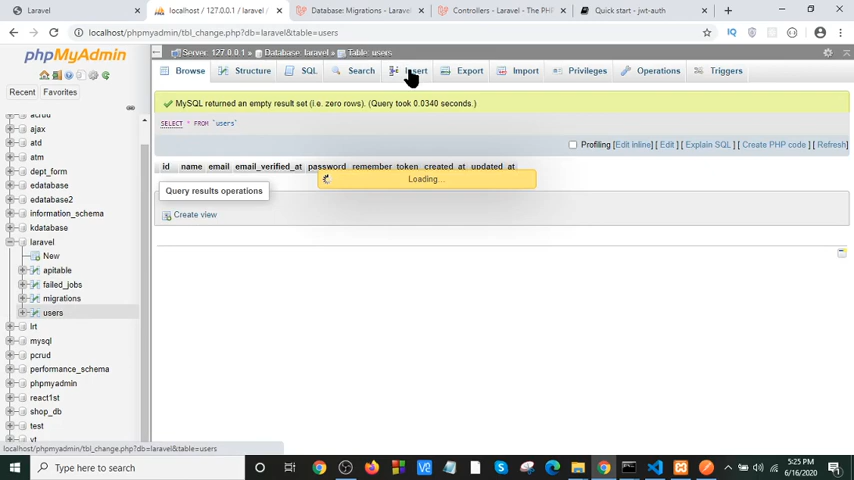 Laravel
localhost / 127.0.0.1 / laravel /
Database: Migrations - Laravel
Controllers - Laravel - The PHP
Quick start - jwt-auth
localhost/phpmyadmin/tbl_change.php?db=laravel&table=users
phpMyAdmin
Recent Favorites
acrud
ajax
atd
atm
dept_form
edatabase
edatabase2
information_schema
kdatabase
laravel
New
apitable
failed_jobs
migrations
users
lrt
mysql
pcrud
performance_schema
phpmyadmin
react1st
shop_db
test
vt
Server: 127.0.0.1 » Database: laravel » Table: users
Browse Structure SQL Search Insert Export Import Privileges Operations Triggers
MySQL returned an empty result set (i.e. zero rows). (Query took 0.0340 seconds.)
SELECT * FROM `users`
Profiling [Edit inline] [ Edit ] [ Explain SQL ] [ Create PHP code ] [ Refresh]
id name email email_verified_at password remember_token created_at updated_at
Loading...
Query results operations
Create view
localhost/phpmyadmin/tbl_change.php?db=laravel&table=users
Type here to search
5:25 PM
6/16/2020